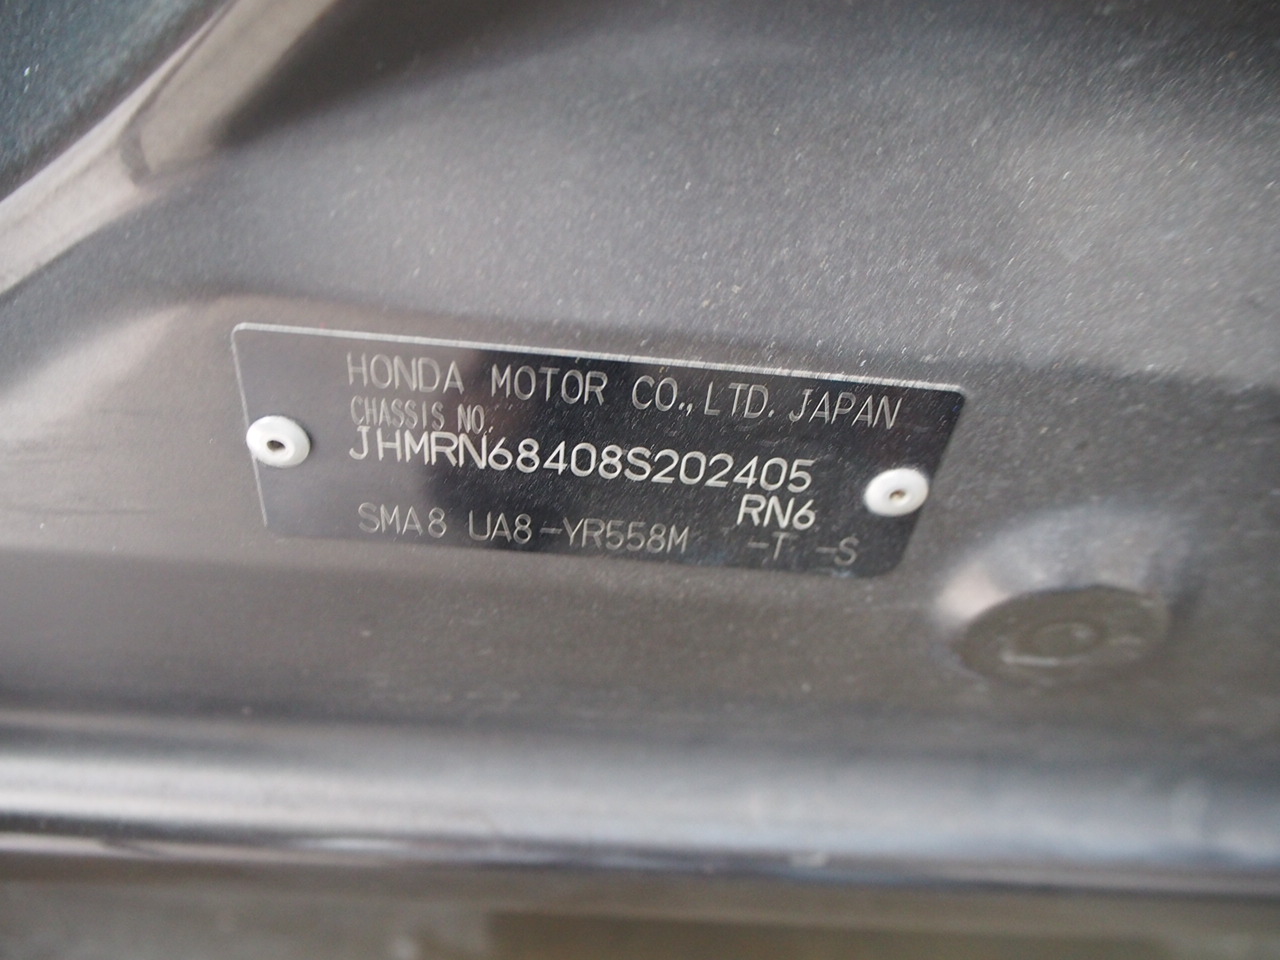 HONDA MOTOR CO., LTD. JAPAN
CHASSIS NO.
JHMRN68408S202405
RN6
SMA8 UA8-YR558M -T -S